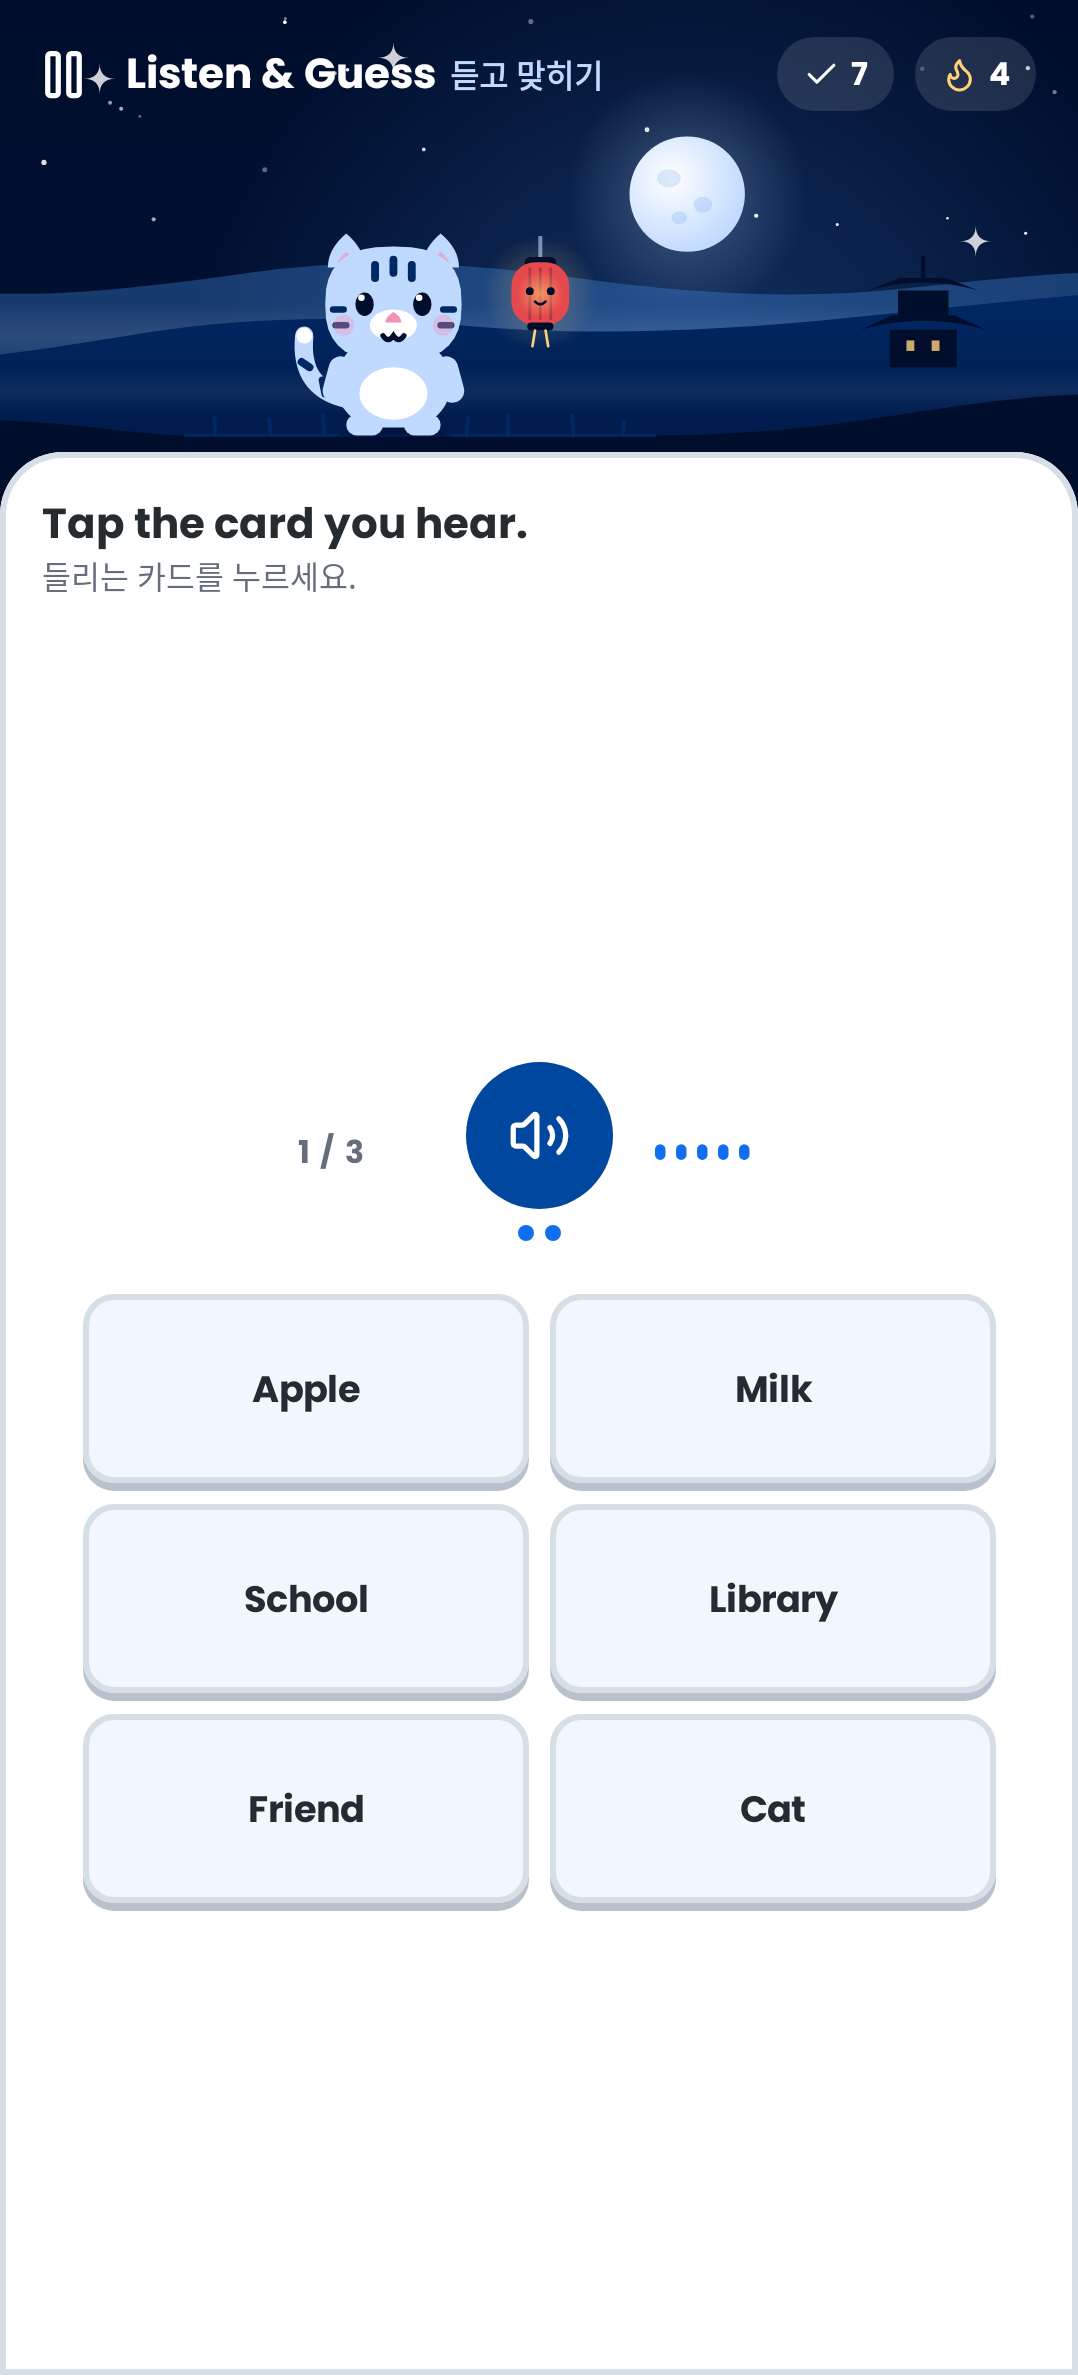 Listen & Guess 듣고 맞히기
7
4
Tap the card you hear.
들리는 카드를 누르세요.
1 / 3
Apple
Milk
School
Library
Friend
Cat